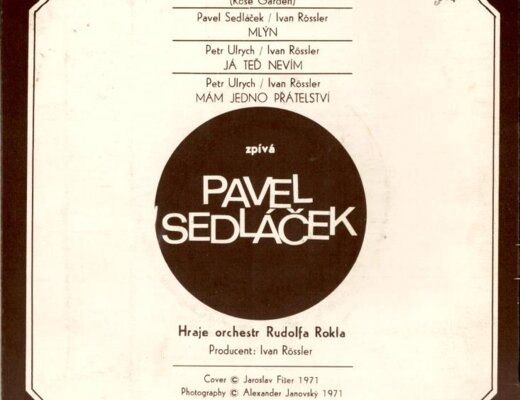 (Rose Garden)
Pavel Sedláček / Ivan Rössler
MLÝN
Petr Ulrych / Ivan Rössler
JÁ TEĎ NEVÍM
Petr Ulrych / Ivan Rössler
MÁM JEDNO PŘÁTELSTVÍ
zpívá
PAVEL
SEDLÁČEK
Hraje orchestr Rudolfa Rokla
Producent: Ivan Rössler
Cover © Jaroslav Fišer 1971
Photography © Alexander Janovský 1971